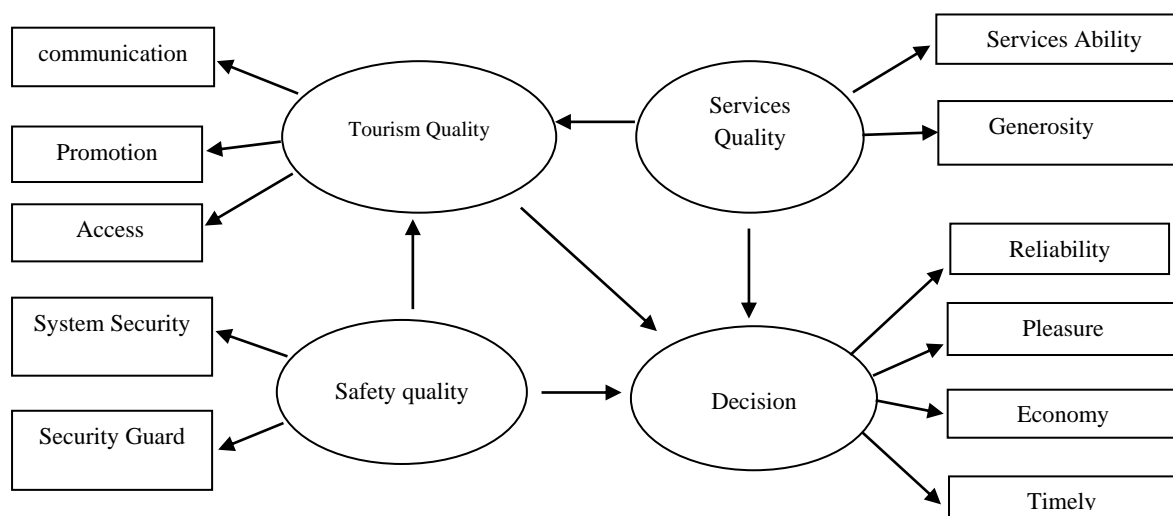 communication
Promotion
Access
System Security
Security Guard
Tourism Quality
Safety quality
Services
Quality
Decision
Services Ability
Generosity
Reliability
Pleasure
Economy
Timely